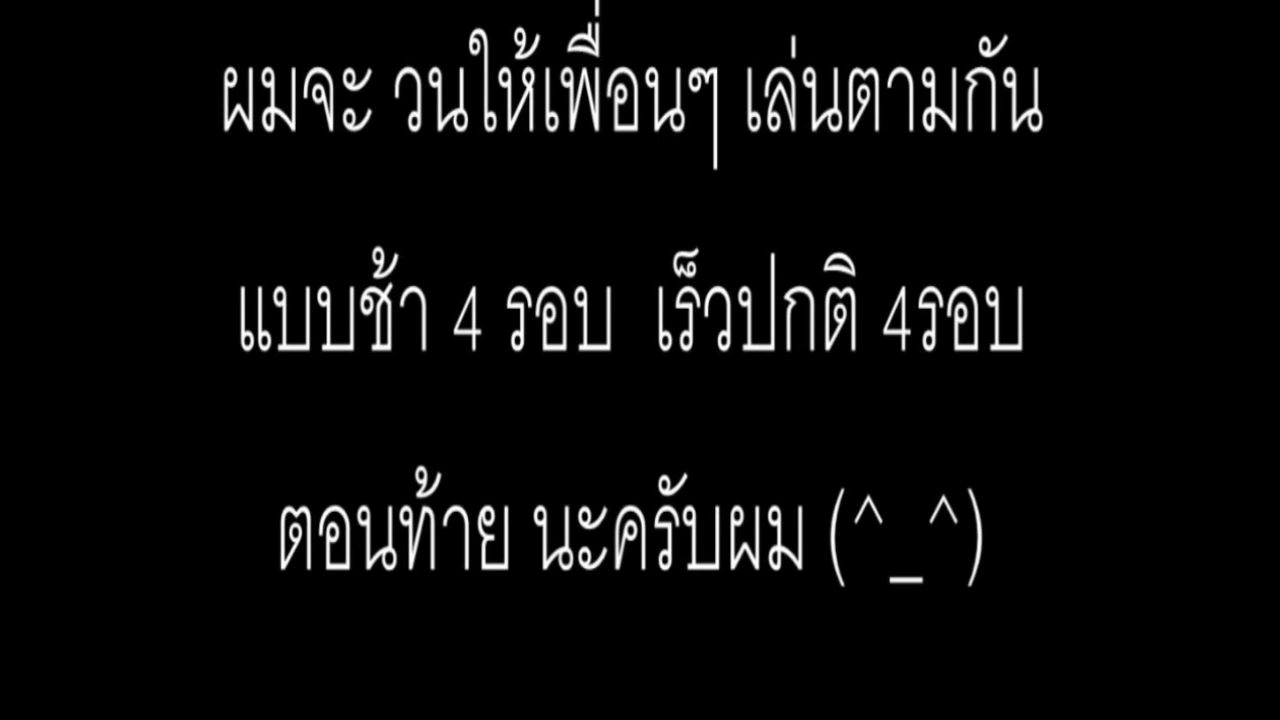 ผมจะ วนให้เพื่อนๆ เล่นตามกัน
แบบช้า 4 รอบ เร็วปกติ 4รอบ
ตอนท้าย นะครับผม (^_^)